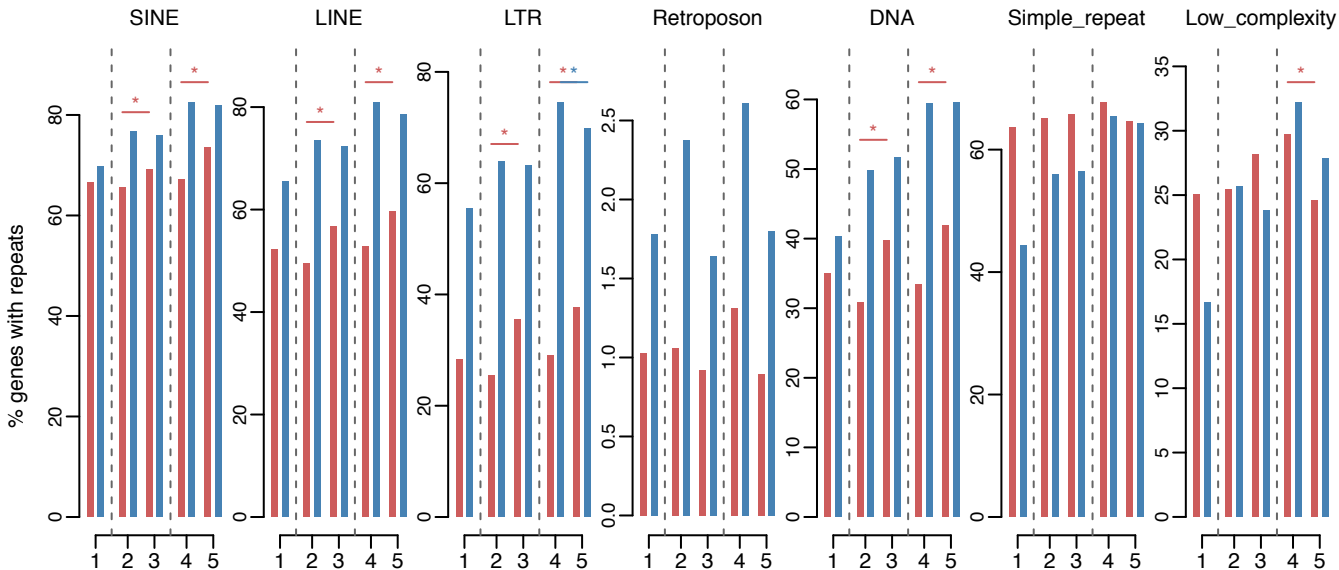 SINE LINE LTR Retroposon DNA Simple_repeat Low_complexity
% genes with repeats
0 20 40 60 80
1 2 3 4 5
0 20 40 60 80
1 2 3 4 5
0 20 40 60 80
1 2 3 4 5
0.0 0.5 1.0 1.5 2.0 2.5
1 2 3 4 5
0 10 20 30 40 50 60
1 2 3 4 5
0 20 40 60
1 2 3 4 5
0 5 10 15 20 25 30 35
1 2 3 4 5
* * * * * * * * * *